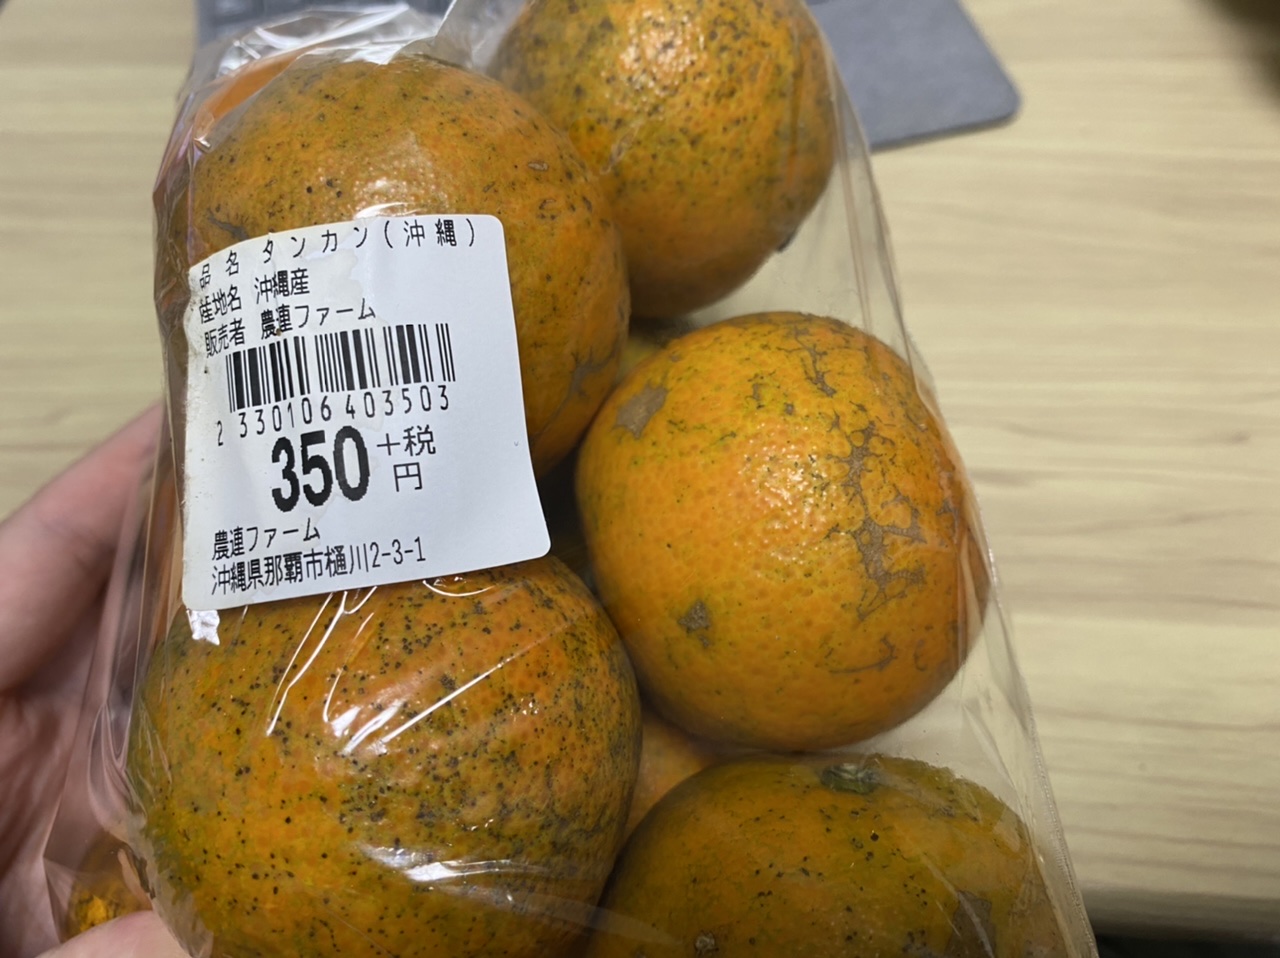 品名 タンカン(沖縄)
産地名 沖縄産
販売者 農連ファーム
2 330106 403503
350+税
円
農連ファーム
沖縄県那覇市樋川2-3-1